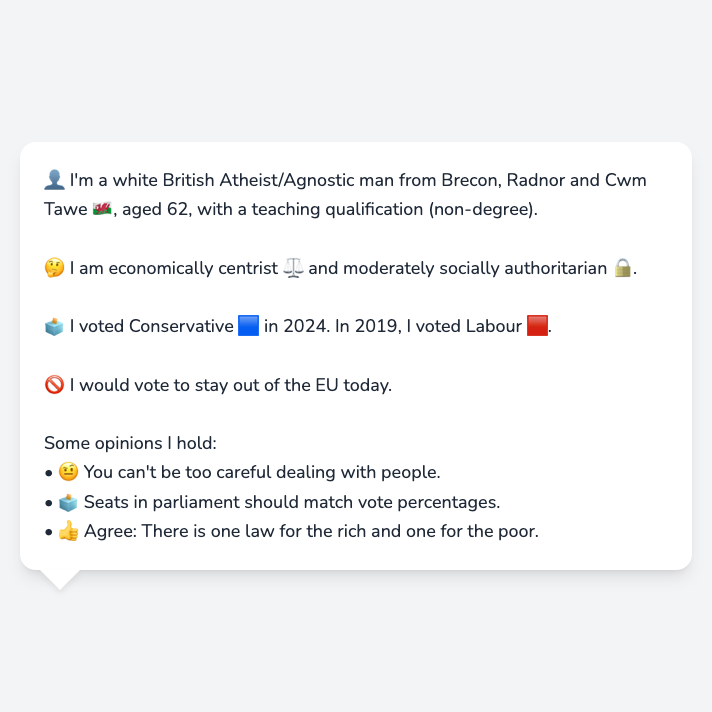 👤 I'm a white British Atheist/Agnostic man from Brecon, Radnor and Cwm
Tawe 🏴󠁧󠁢󠁷󠁬󠁳󠁿, aged 62, with a teaching qualification (non-degree).
🤔 I am economically centrist ⚖️ and moderately socially authoritarian 🔒.
🗳️ I voted Conservative 🟦 in 2024. In 2019, I voted Labour 🟥.
🚫 I would vote to stay out of the EU today.
Some opinions I hold:
• 🤨 You can't be too careful dealing with people.
• 🗳️ Seats in parliament should match vote percentages.
• 👍 Agree: There is one law for the rich and one for the poor.